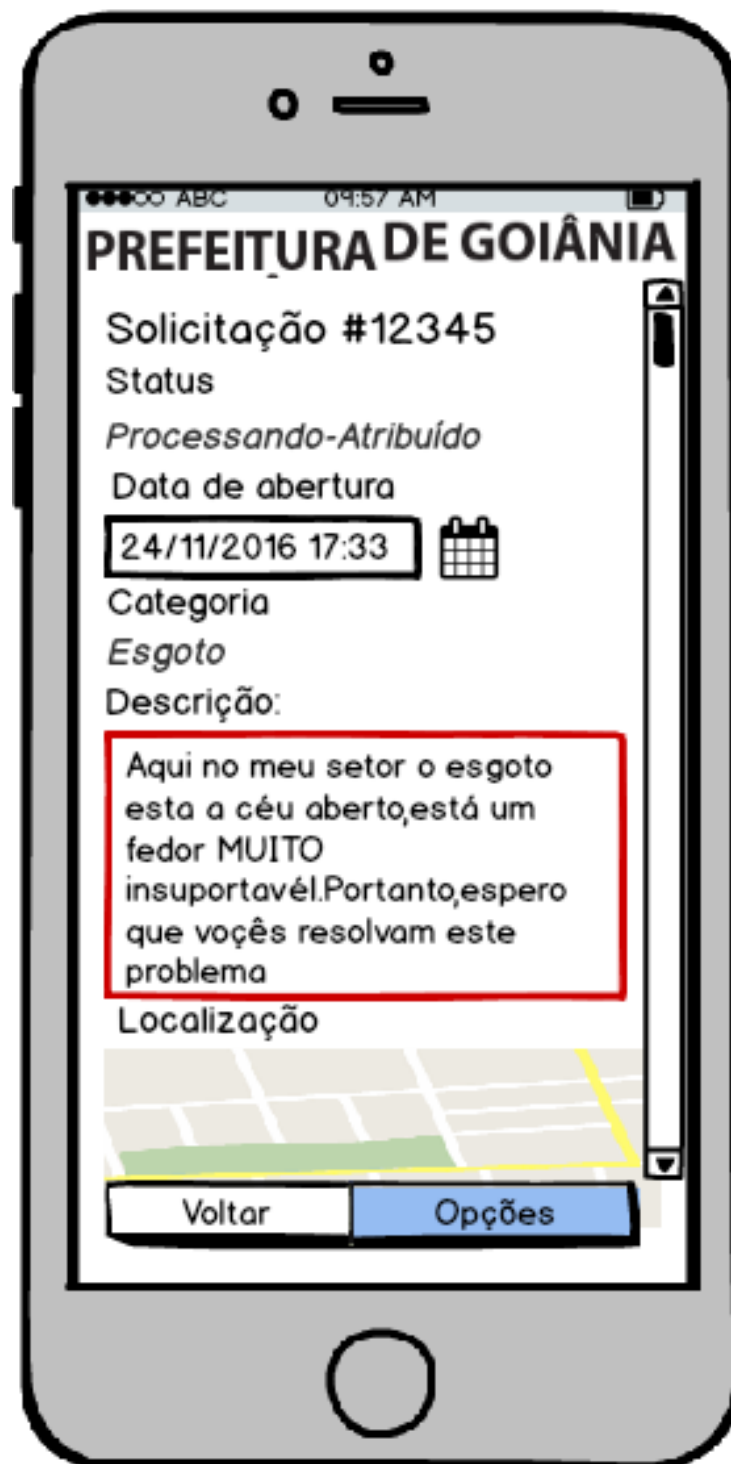 ABC 09:57 AM
PREFEITURA DE GOIÂNIA
Solicitação #12345
Status
Processando-Atribuído
Data de abertura
24/11/2016 17:33
Categoria
Esgoto
Descrição:
Aqui no meu setor o esgoto
esta a céu aberto,está um
fedor MUITO
insuportavél.Portanto,espero
que voçês resolvam este
problema
Localização
Voltar Opções